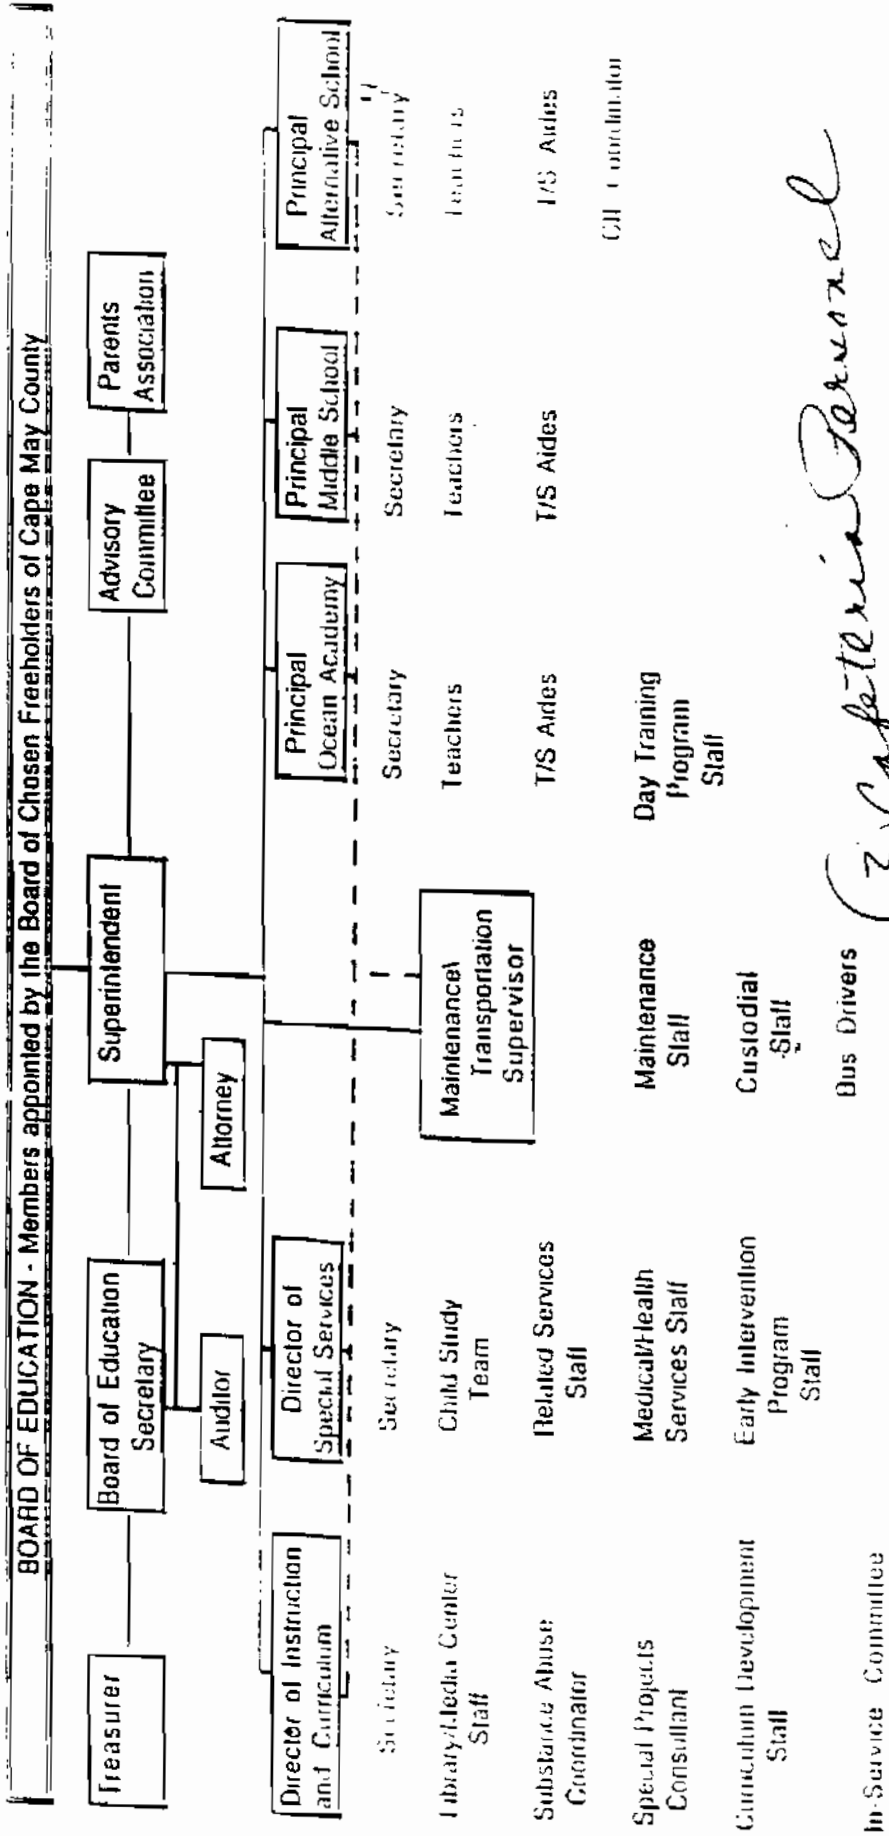 BOARD OF EDUCATION - Members appointed by the Board of Chosen Freeholders of Cape May County
Treasurer
Board of Education
Secretary
Superintendent
Advisory
Committee
Parents
Association
Auditor
Attorney
Director of Instruction
and Curriculum
Director of
Special Services
Principal
Ocean Academy
Principal
Middle School
Principal
Alternative School
Secretary
Library/Media Center
Staff
Substance Abuse
Coordinator
Special Projects
Consultant
Curriculum Development
Staff
In-Service Committee
Secretary
Child Study
Team
Related Services
Staff
Medical/Health
Services Staff
Early Intervention
Program
Staff
Maintenance\
Transportation
Supervisor
Maintenance
Staff
Custodial
Staff
Bus Drivers
Secretary
Teachers
T/S Aides
Day Training
Program
Staff
Secretary
Teachers
T/S Aides
Secretary
Teachers
T/S Aides
Coordinator
Cafeteria Personnel